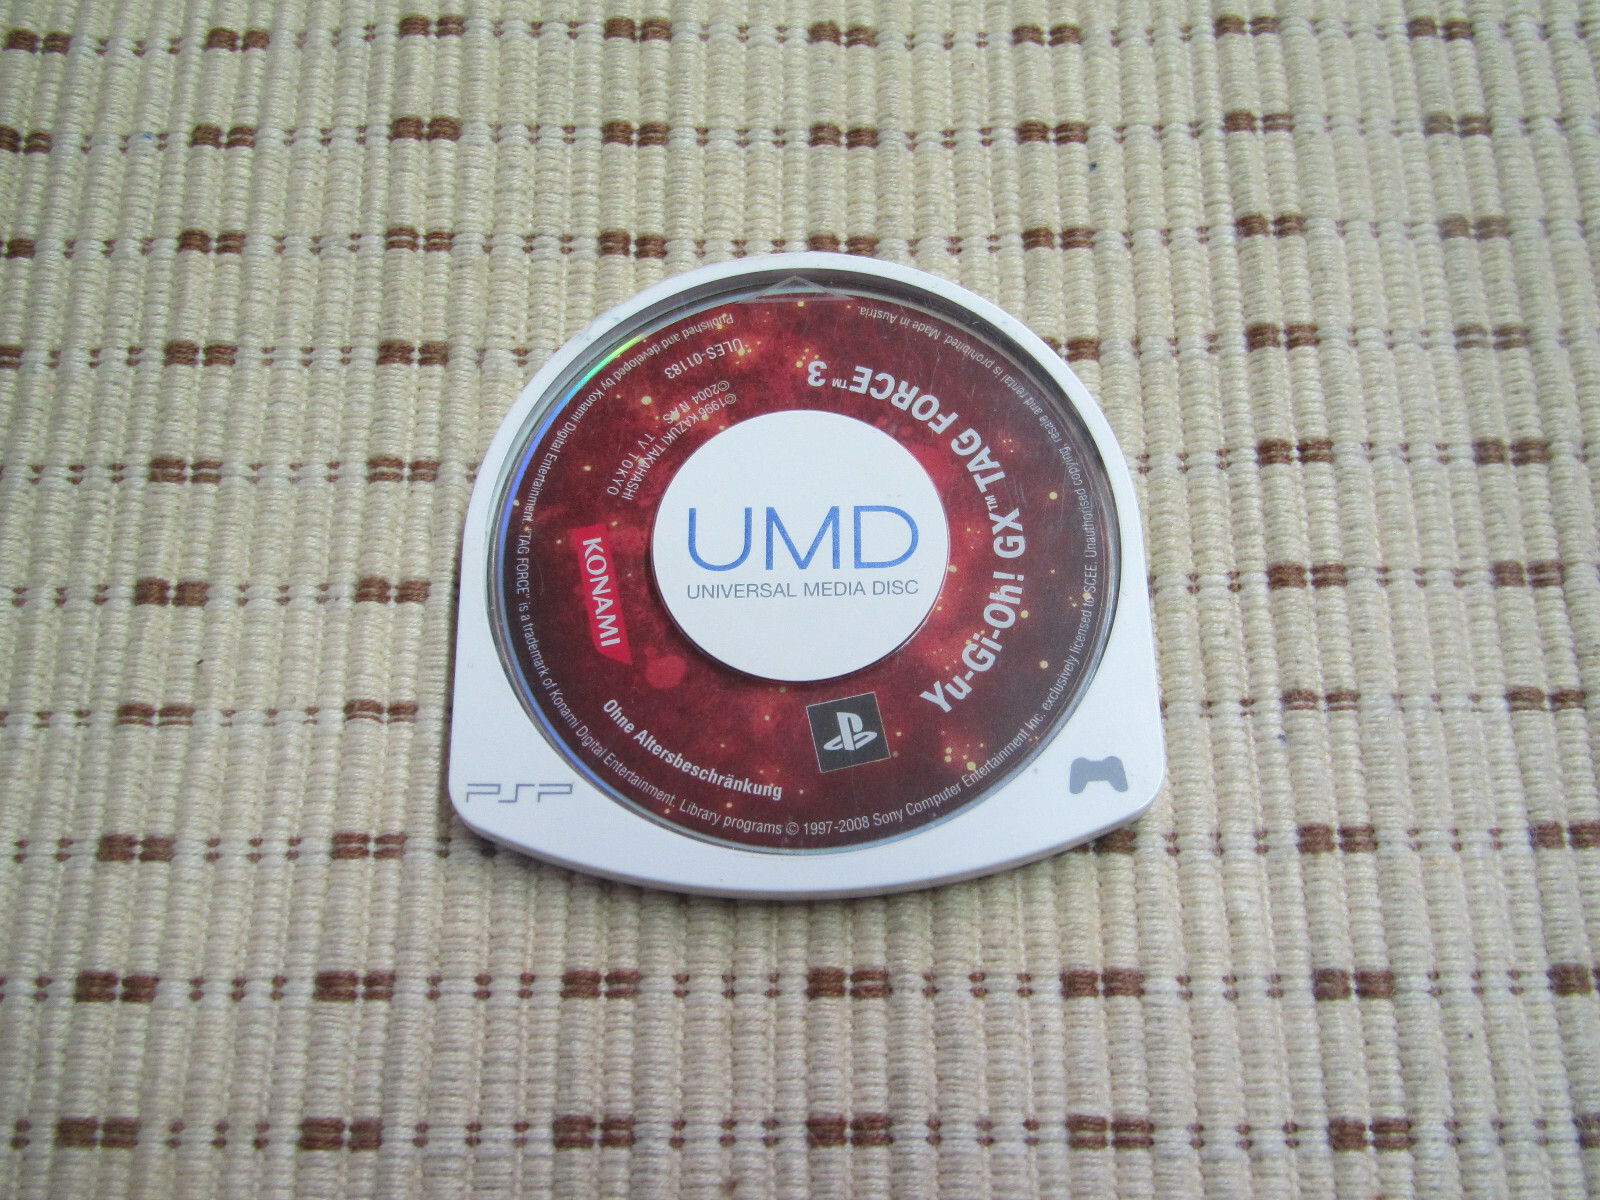 Yu-Gi-Oh! GX™ TAG FORCE™ 3
ULES-01183
©1996 KAZUKI TAKAHASHI
©2004 NAS
TV TOKYO
KONAMI
UMD
UNIVERSAL MEDIA DISC
Ohne Altersbeschränkung
Published and developed by Konami Digital Entertainment. "TAG FORCE" is a trademark of Konami Digital Entertainment. Library programs © 1997-2008 Sony Computer Entertainment Inc. exclusively licensed to SCEE. Unauthorised copying, resale and rental is prohibited. Made in Austria.
PSP